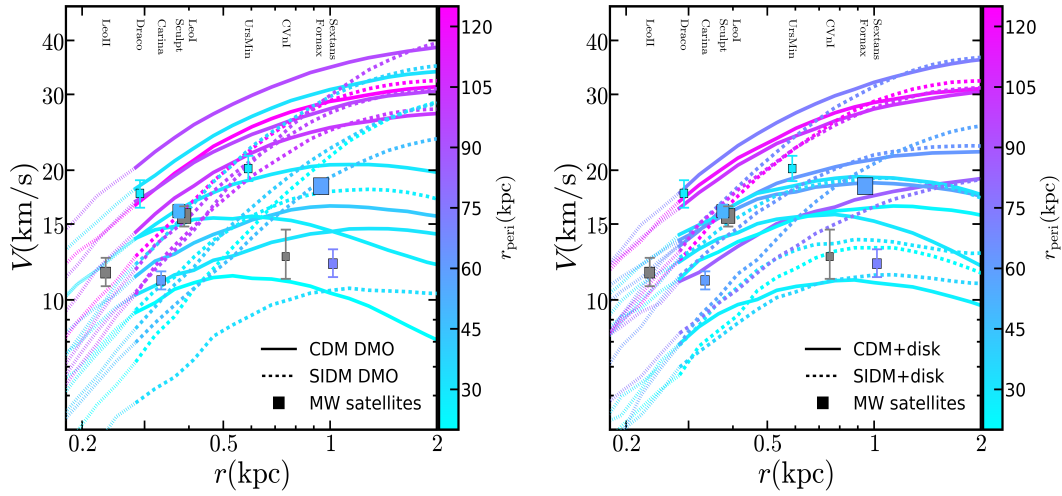 LeoII
Draco
Carina
Sculpt
LeoI
UrsMin
CVnI
Fornax
Sextans
40
30
20
15
10
V(km/s)
0.2
0.5
1
2
r(kpc)
CDM DMO
SIDM DMO
MW satellites
120
105
90
75
60
45
30
r_peri(kpc)
LeoII
Draco
Carina
Sculpt
LeoI
UrsMin
CVnI
Fornax
Sextans
40
30
20
15
10
V(km/s)
0.2
0.5
1
2
r(kpc)
CDM+disk
SIDM+disk
MW satellites
120
105
90
75
60
45
30
r_peri(kpc)